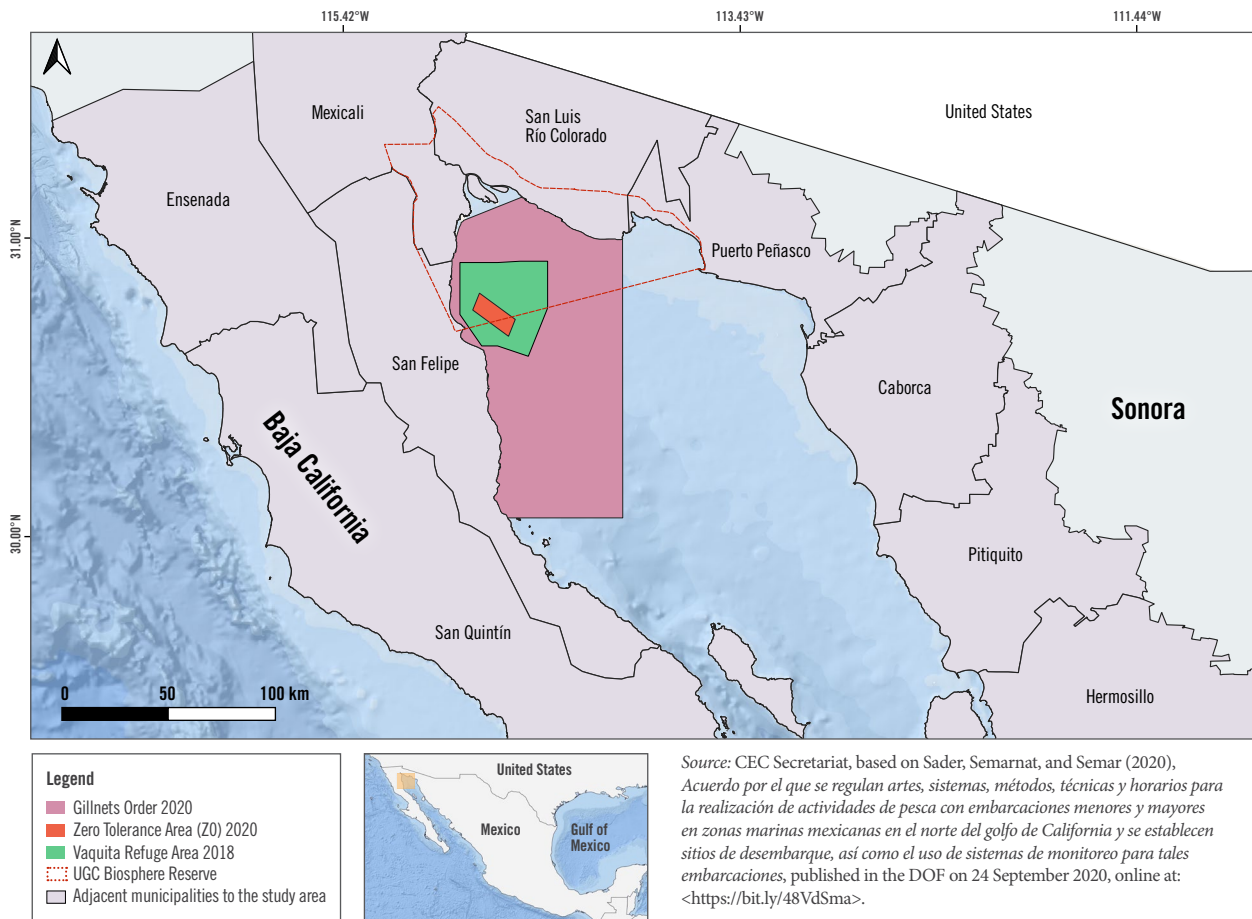 115.42°W
113.43°W
111.44°W
United States
Mexicali
San Luis
Río Colorado
Ensenada
31.00°N
Puerto Peñasco
San Felipe
Caborca
Sonora
Baja California
30.00°N
Pitiquito
San Quintín
Hermosillo
0 50 100 km
Legend
Gillnets Order 2020
Zero Tolerance Area (Z0) 2020
Vaquita Refuge Area 2018
UGC Biosphere Reserve
Adjacent municipalities to the study area
United States
Mexico
Gulf of
Mexico
Source: CEC Secretariat, based on Sader, Semarnat, and Semar (2020),
Acuerdo por el que se regulan artes, sistemas, métodos, técnicas y horarios para
la realización de actividades de pesca con embarcaciones menores y mayores
en zonas marinas mexicanas en el norte del golfo de California y se establecen
sitios de desembarque, así como el uso de sistemas de monitoreo para tales
embarcaciones, published in the DOF on 24 September 2020, online at:
<https://bit.ly/48VdSma>.